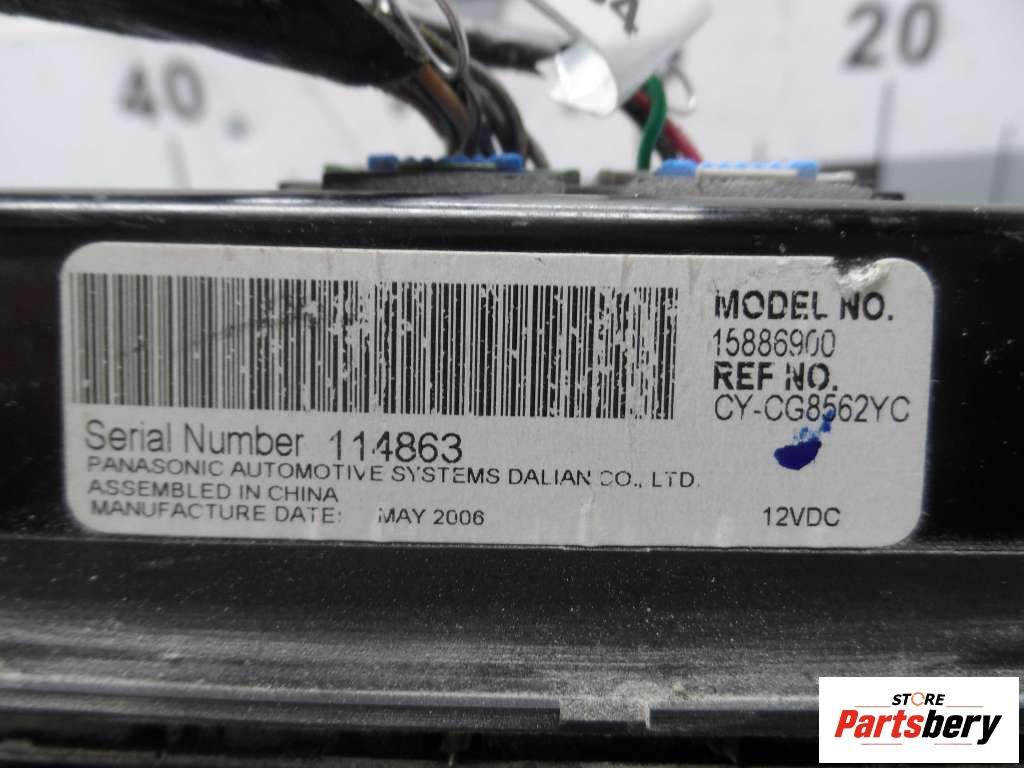 40
20
MODEL NO.
15886900
REF NO.
CY-CG8562YC
Serial Number 114863
PANASONIC AUTOMOTIVE SYSTEMS DALIAN CO., LTD.
ASSEMBLED IN CHINA
MANUFACTURE DATE: MAY 2006
12VDC
STORE
Partsbery